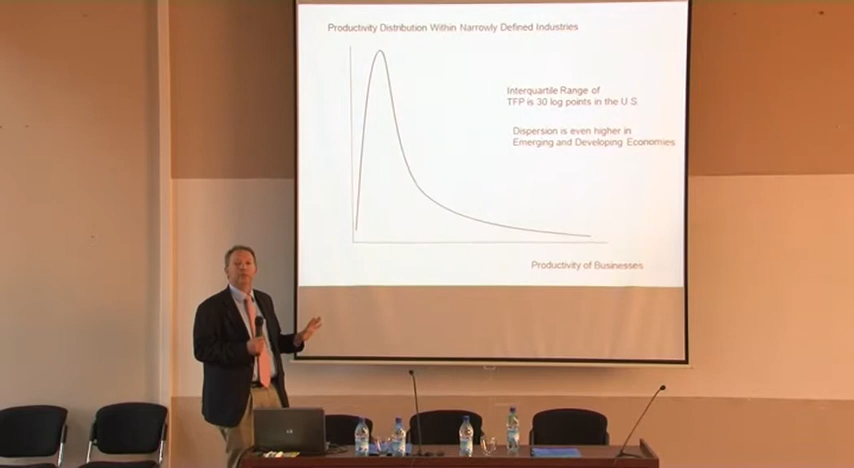 Productivity Distribution Within Narrowly Defined Industries
Interquartile Range of
TFP is 30 log points in the U.S.
Dispersion is even higher in
Emerging and Developing Economies
Productivity of Businesses